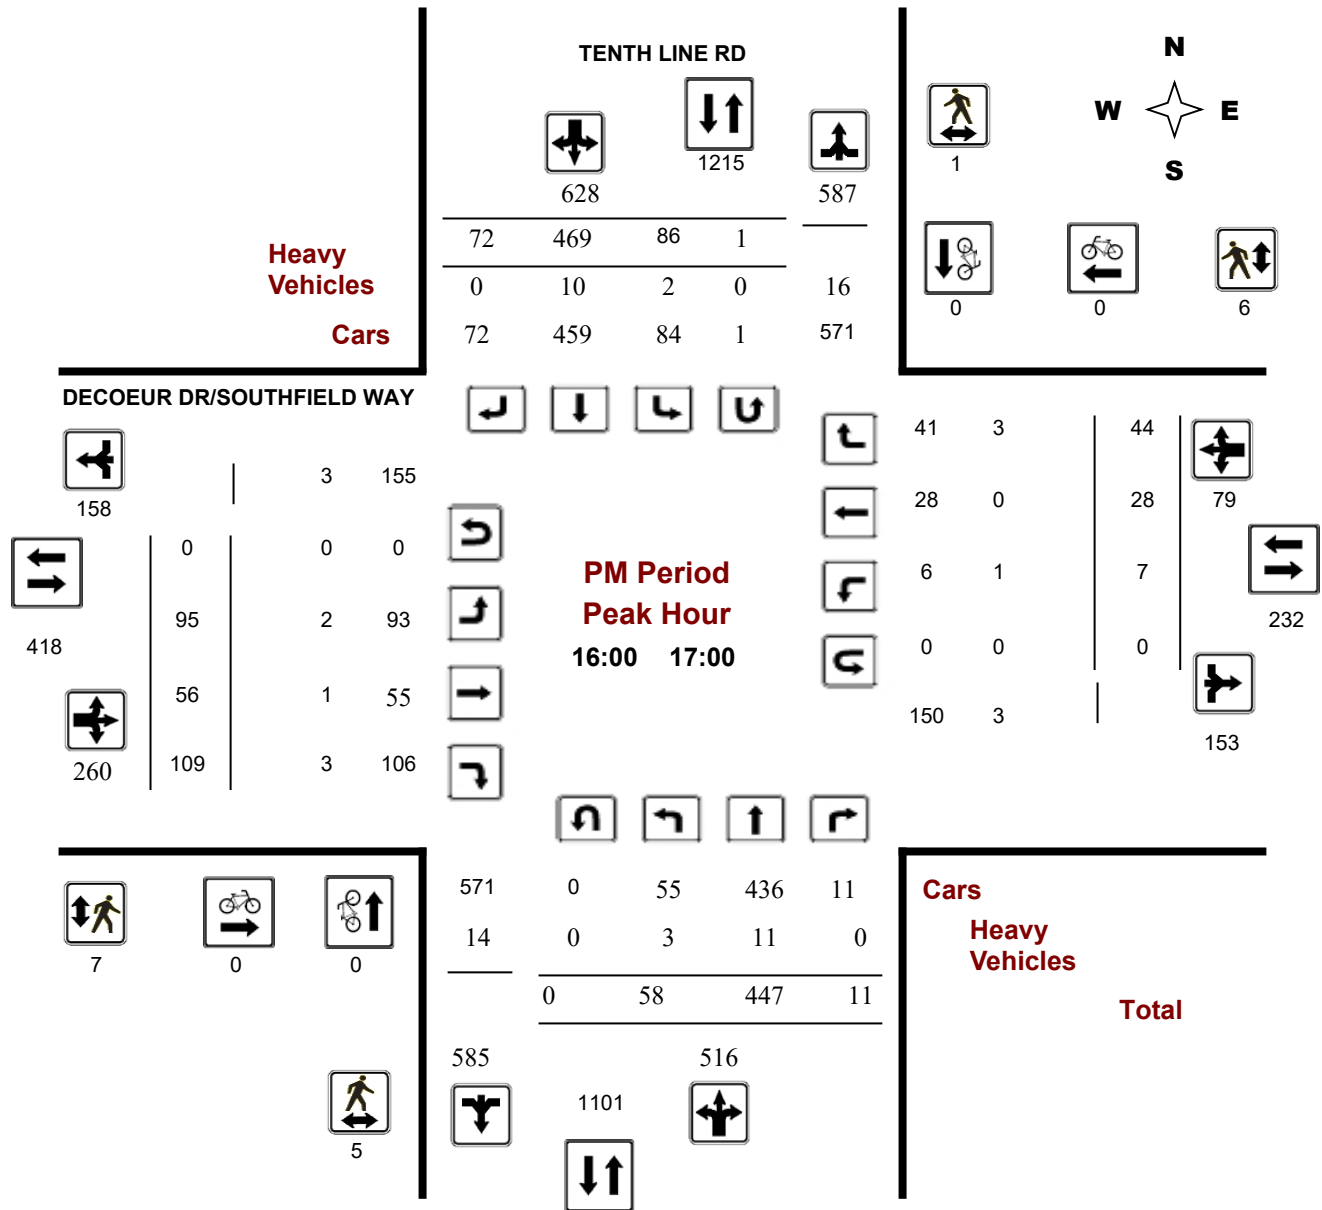 TENTH LINE RD
N
W E
S
1215
1
628 587
72 469 86 1
Heavy
Vehicles
0 10 2 0 16
0 0 6
Cars
72 459 84 1 571
DECOEUR DR/SOUTHFIELD WAY
41 3 44
3 155
158
28 0 28 79
0 0 0
PM Period
6 1 7
Peak Hour
95 2 93
232
418
16:00 17:00
0 0 0
56 1 55
150 3
153
260
109 3 106
571 0 55 436 11
Cars
14 0 3 11 0
Heavy
Vehicles
7 0 0
0 58 447 11
Total
585 516
1101
5